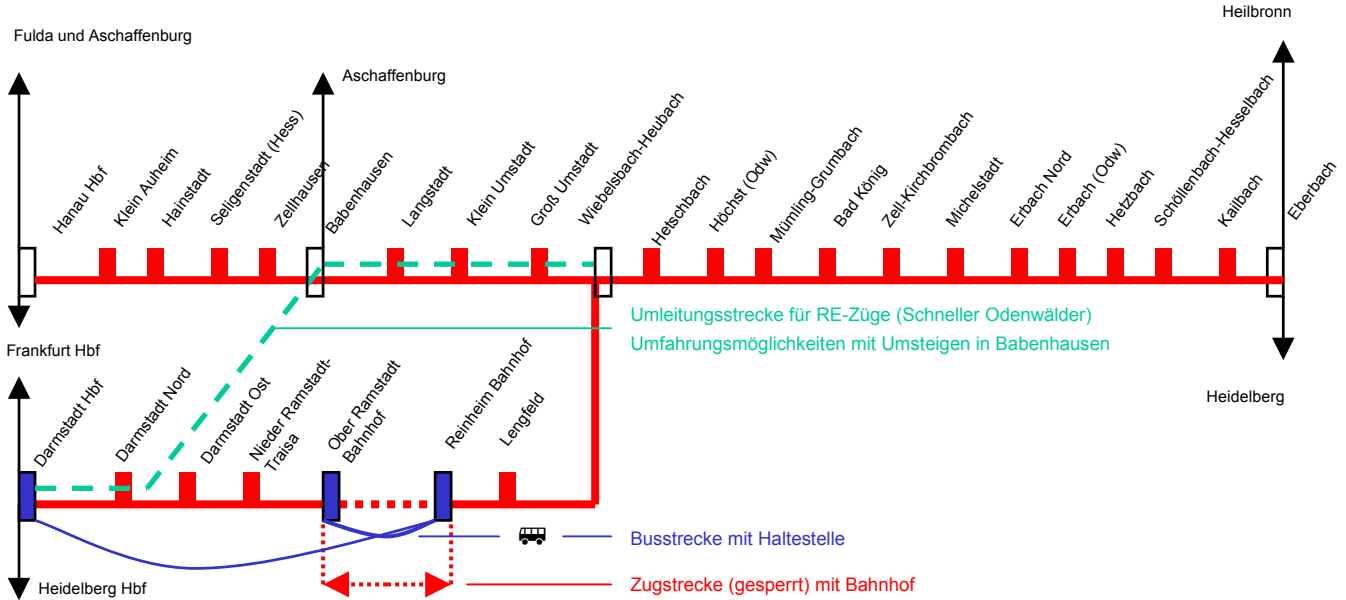 Heilbronn
Fulda und Aschaffenburg
Aschaffenburg
Hanau Hbf
Klein Auheim
Hainstadt
Seligenstadt (Hess)
Zellhausen
Babenhausen
Langstadt
Klein Umstadt
Groß Umstadt
Wiebelsbach-Heubach
Hetschbach
Höchst (Odw)
Mümling-Grumbach
Bad König
Zell-Kirchbrombach
Michelstadt
Erbach Nord
Erbach (Odw)
Hetzbach
Schöllenbach-Hesselbach
Kailbach
Eberbach
Umleitungsstrecke für RE-Züge (Schneller Odenwälder)
Umfahrungsmöglichkeiten mit Umsteigen in Babenhausen
Frankfurt Hbf
Heidelberg
Darmstadt Hbf
Darmstadt Nord
Darmstadt Ost
Nieder Ramstadt-
Traisa
Ober Ramstadt
Bahnhof
Reinheim Bahnhof
Lengfeld
Busstrecke mit Haltestelle
Zugstrecke (gesperrt) mit Bahnhof
Heidelberg Hbf